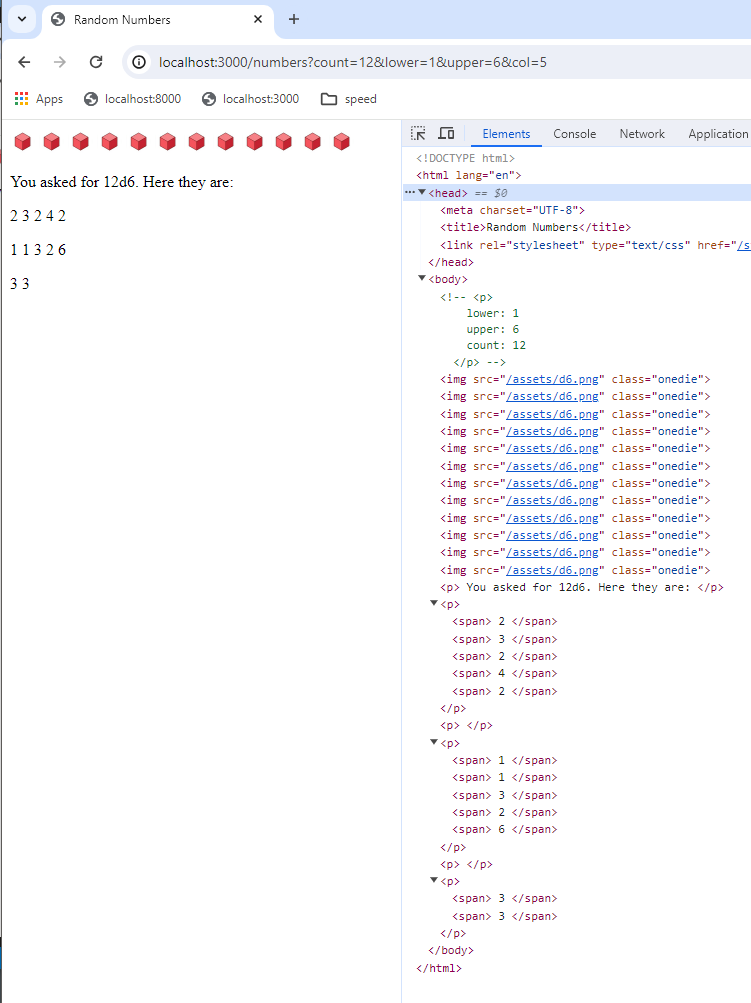 Random Numbers
localhost:3000/numbers?count=12&lower=1&upper=6&col=5
Apps localhost:8000 localhost:3000 speed
You asked for 12d6. Here they are:
2 3 2 4 2
1 1 3 2 6
3 3
Elements Console Network Application
<!DOCTYPE html>
<html lang="en">
<head> == $0
<meta charset="UTF-8">
<title>Random Numbers</title>
<link rel="stylesheet" type="text/css" href="/s
</head>
<body>
<!-- <p>
lower: 1
upper: 6
count: 12
</p> -->
<img src="/assets/d6.png" class="onedie">
<img src="/assets/d6.png" class="onedie">
<img src="/assets/d6.png" class="onedie">
<img src="/assets/d6.png" class="onedie">
<img src="/assets/d6.png" class="onedie">
<img src="/assets/d6.png" class="onedie">
<img src="/assets/d6.png" class="onedie">
<img src="/assets/d6.png" class="onedie">
<img src="/assets/d6.png" class="onedie">
<img src="/assets/d6.png" class="onedie">
<img src="/assets/d6.png" class="onedie">
<img src="/assets/d6.png" class="onedie">
<p> You asked for 12d6. Here they are: </p>
<p>
<span> 2 </span>
<span> 3 </span>
<span> 2 </span>
<span> 4 </span>
<span> 2 </span>
</p>
<p> </p>
<p>
<span> 1 </span>
<span> 1 </span>
<span> 3 </span>
<span> 2 </span>
<span> 6 </span>
</p>
<p> </p>
<p>
<span> 3 </span>
<span> 3 </span>
</p>
</body>
</html>